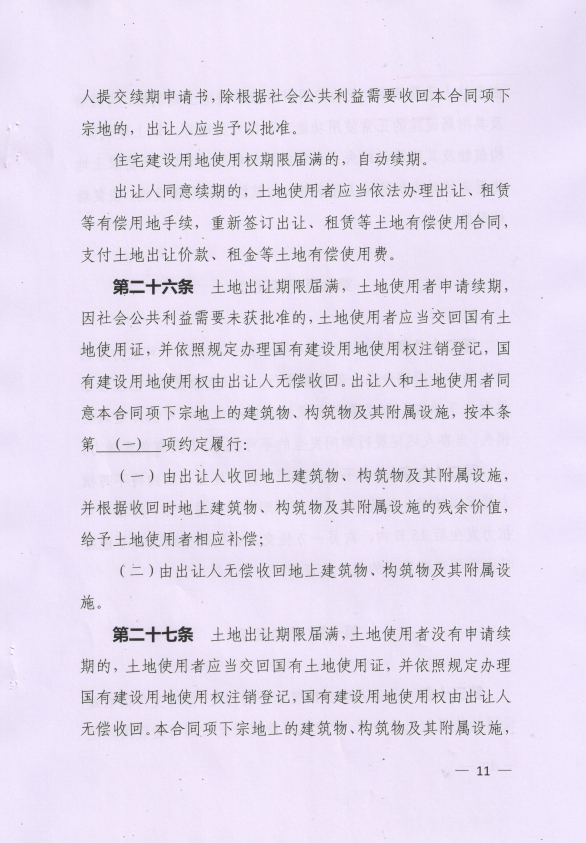 人提交续期申请书，除根据社会公共利益需要收回本合同项下
宗地的，出让人应当予以批准。
住宅建设用地使用权期限届满的，自动续期。
出让人同意续期的，土地使用者应当依法办理出让、租赁
等有偿用地手续，重新签订出让、租赁等土地有偿使用合同，
支付土地出让价款、租金等土地有偿使用费。
第二十六条　土地出让期限届满，土地使用者申请续期，
因社会公共利益需要未获批准的，土地使用者应当交回国有土
地使用证，并依照规定办理国有建设用地使用权注销登记，国
有建设用地使用权由出让人无偿收回。出让人和土地使用者同
意本合同项下宗地上的建筑物、构筑物及其附属设施，按本条
第 （一） 项约定履行：
（一）由出让人收回地上建筑物、构筑物及其附属设施，
并根据收回时地上建筑物、构筑物及其附属设施的残余价值，
给予土地使用者相应补偿；
（二）由出让人无偿收回地上建筑物、构筑物及其附属设
施。
第二十七条　土地出让期限届满，土地使用者没有申请续
期的，土地使用者应当交回国有土地使用证，并依照规定办理
国有建设用地使用权注销登记，国有建设用地使用权由出让人
无偿收回。本合同项下宗地上的建筑物、构筑物及其附属设施，
— 11 —